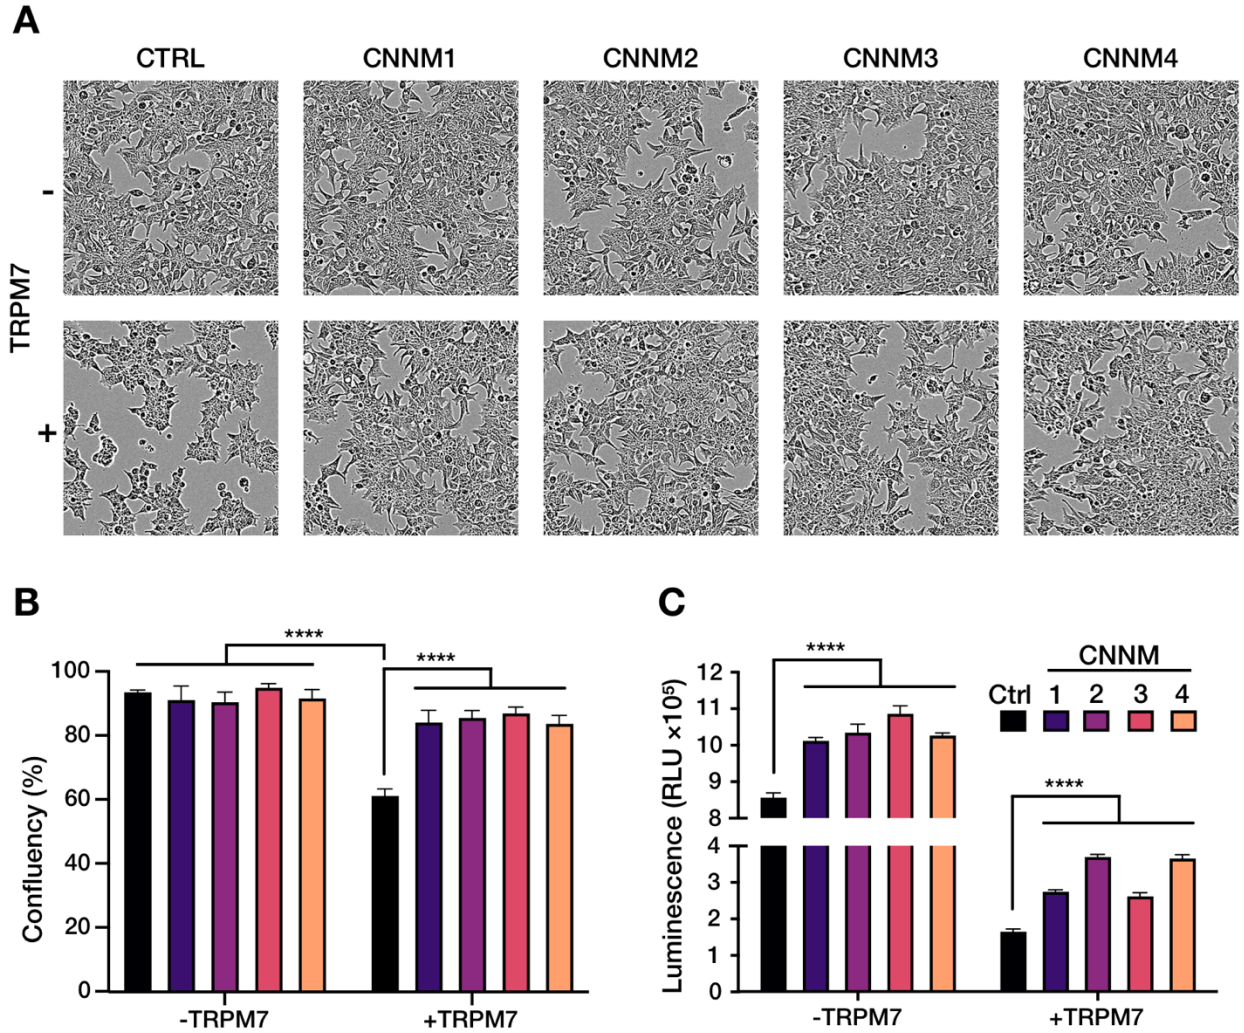 A
CTRL CNNM1 CNNM2 CNNM3 CNNM4
TRPM7
-
+
B
Confluency (%)
100
80
60
40
20
0
****
****
-TRPM7 +TRPM7
C
Luminescence (RLU ×10⁵)
12
11
10
9
8
4
3
2
1
0
****
****
CNNM
Ctrl 1 2 3 4
-TRPM7 +TRPM7